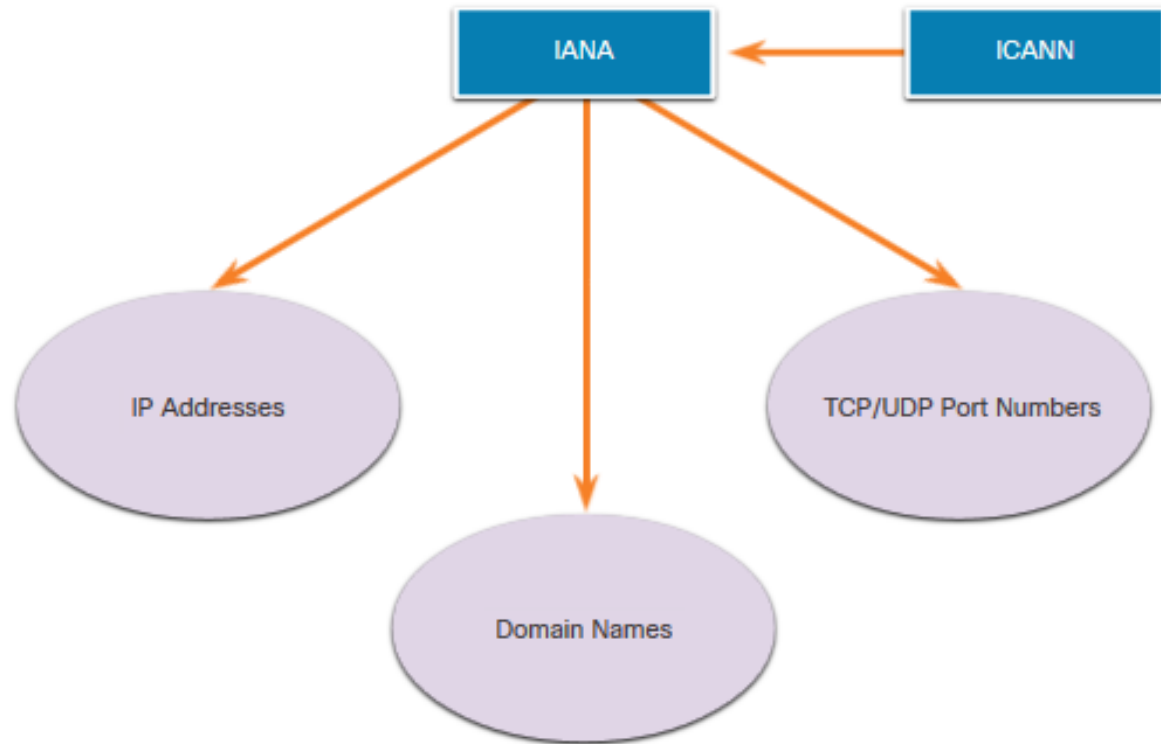 IANA
ICANN
IP Addresses
TCP/UDP Port Numbers
Domain Names